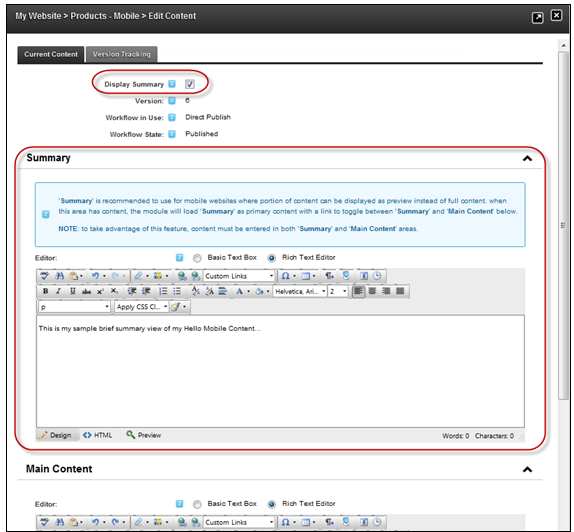 My Website > Products - Mobile > Edit Content
Current Content Version Tracking
Display Summary
Version: 6
Workflow in Use: Direct Publish
Workflow State: Published
Summary
'Summary' is recommended to use for mobile websites where portion of content can be displayed as preview instead of full content. when
this area has content, the module will load 'Summary' as primary content with a link to toggle between 'Summary' and 'Main Content' below.
NOTE: to take advantage of this feature, content must be entered in both 'Summary' and 'Main Content' areas.
Editor: Basic Text Box Rich Text Editor
Custom Links
B I U abc x² x₂ A Helvetica, Ari... 2
p Apply CSS Cl...
This is my sample brief summary view of my Hello Mobile Content...
Design HTML Preview Words: 0 Characters: 0
Main Content
Editor: Basic Text Box Rich Text Editor
Custom Links